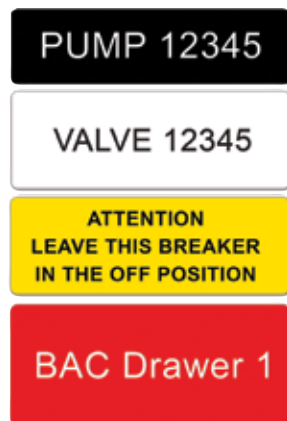 PUMP 12345
VALVE 12345
ATTENTION
LEAVE THIS BREAKER
IN THE OFF POSITION
BAC Drawer 1